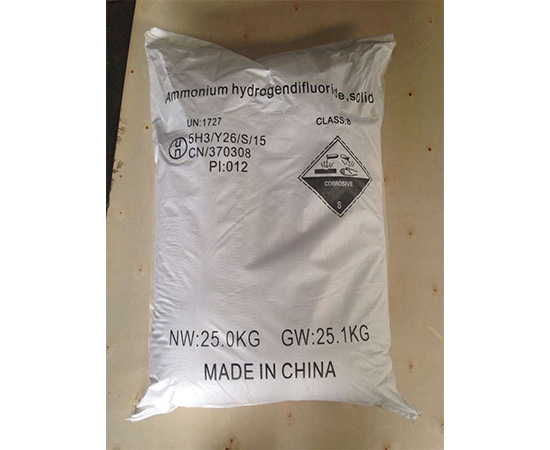 Ammonium hydrogendifluoride,solid
UN:1727 CLASS:8
un 5H3/Y26/S/15
CN/370308
PI:012
CORROSIVE
8
NW:25.0KG GW:25.1KG
MADE IN CHINA